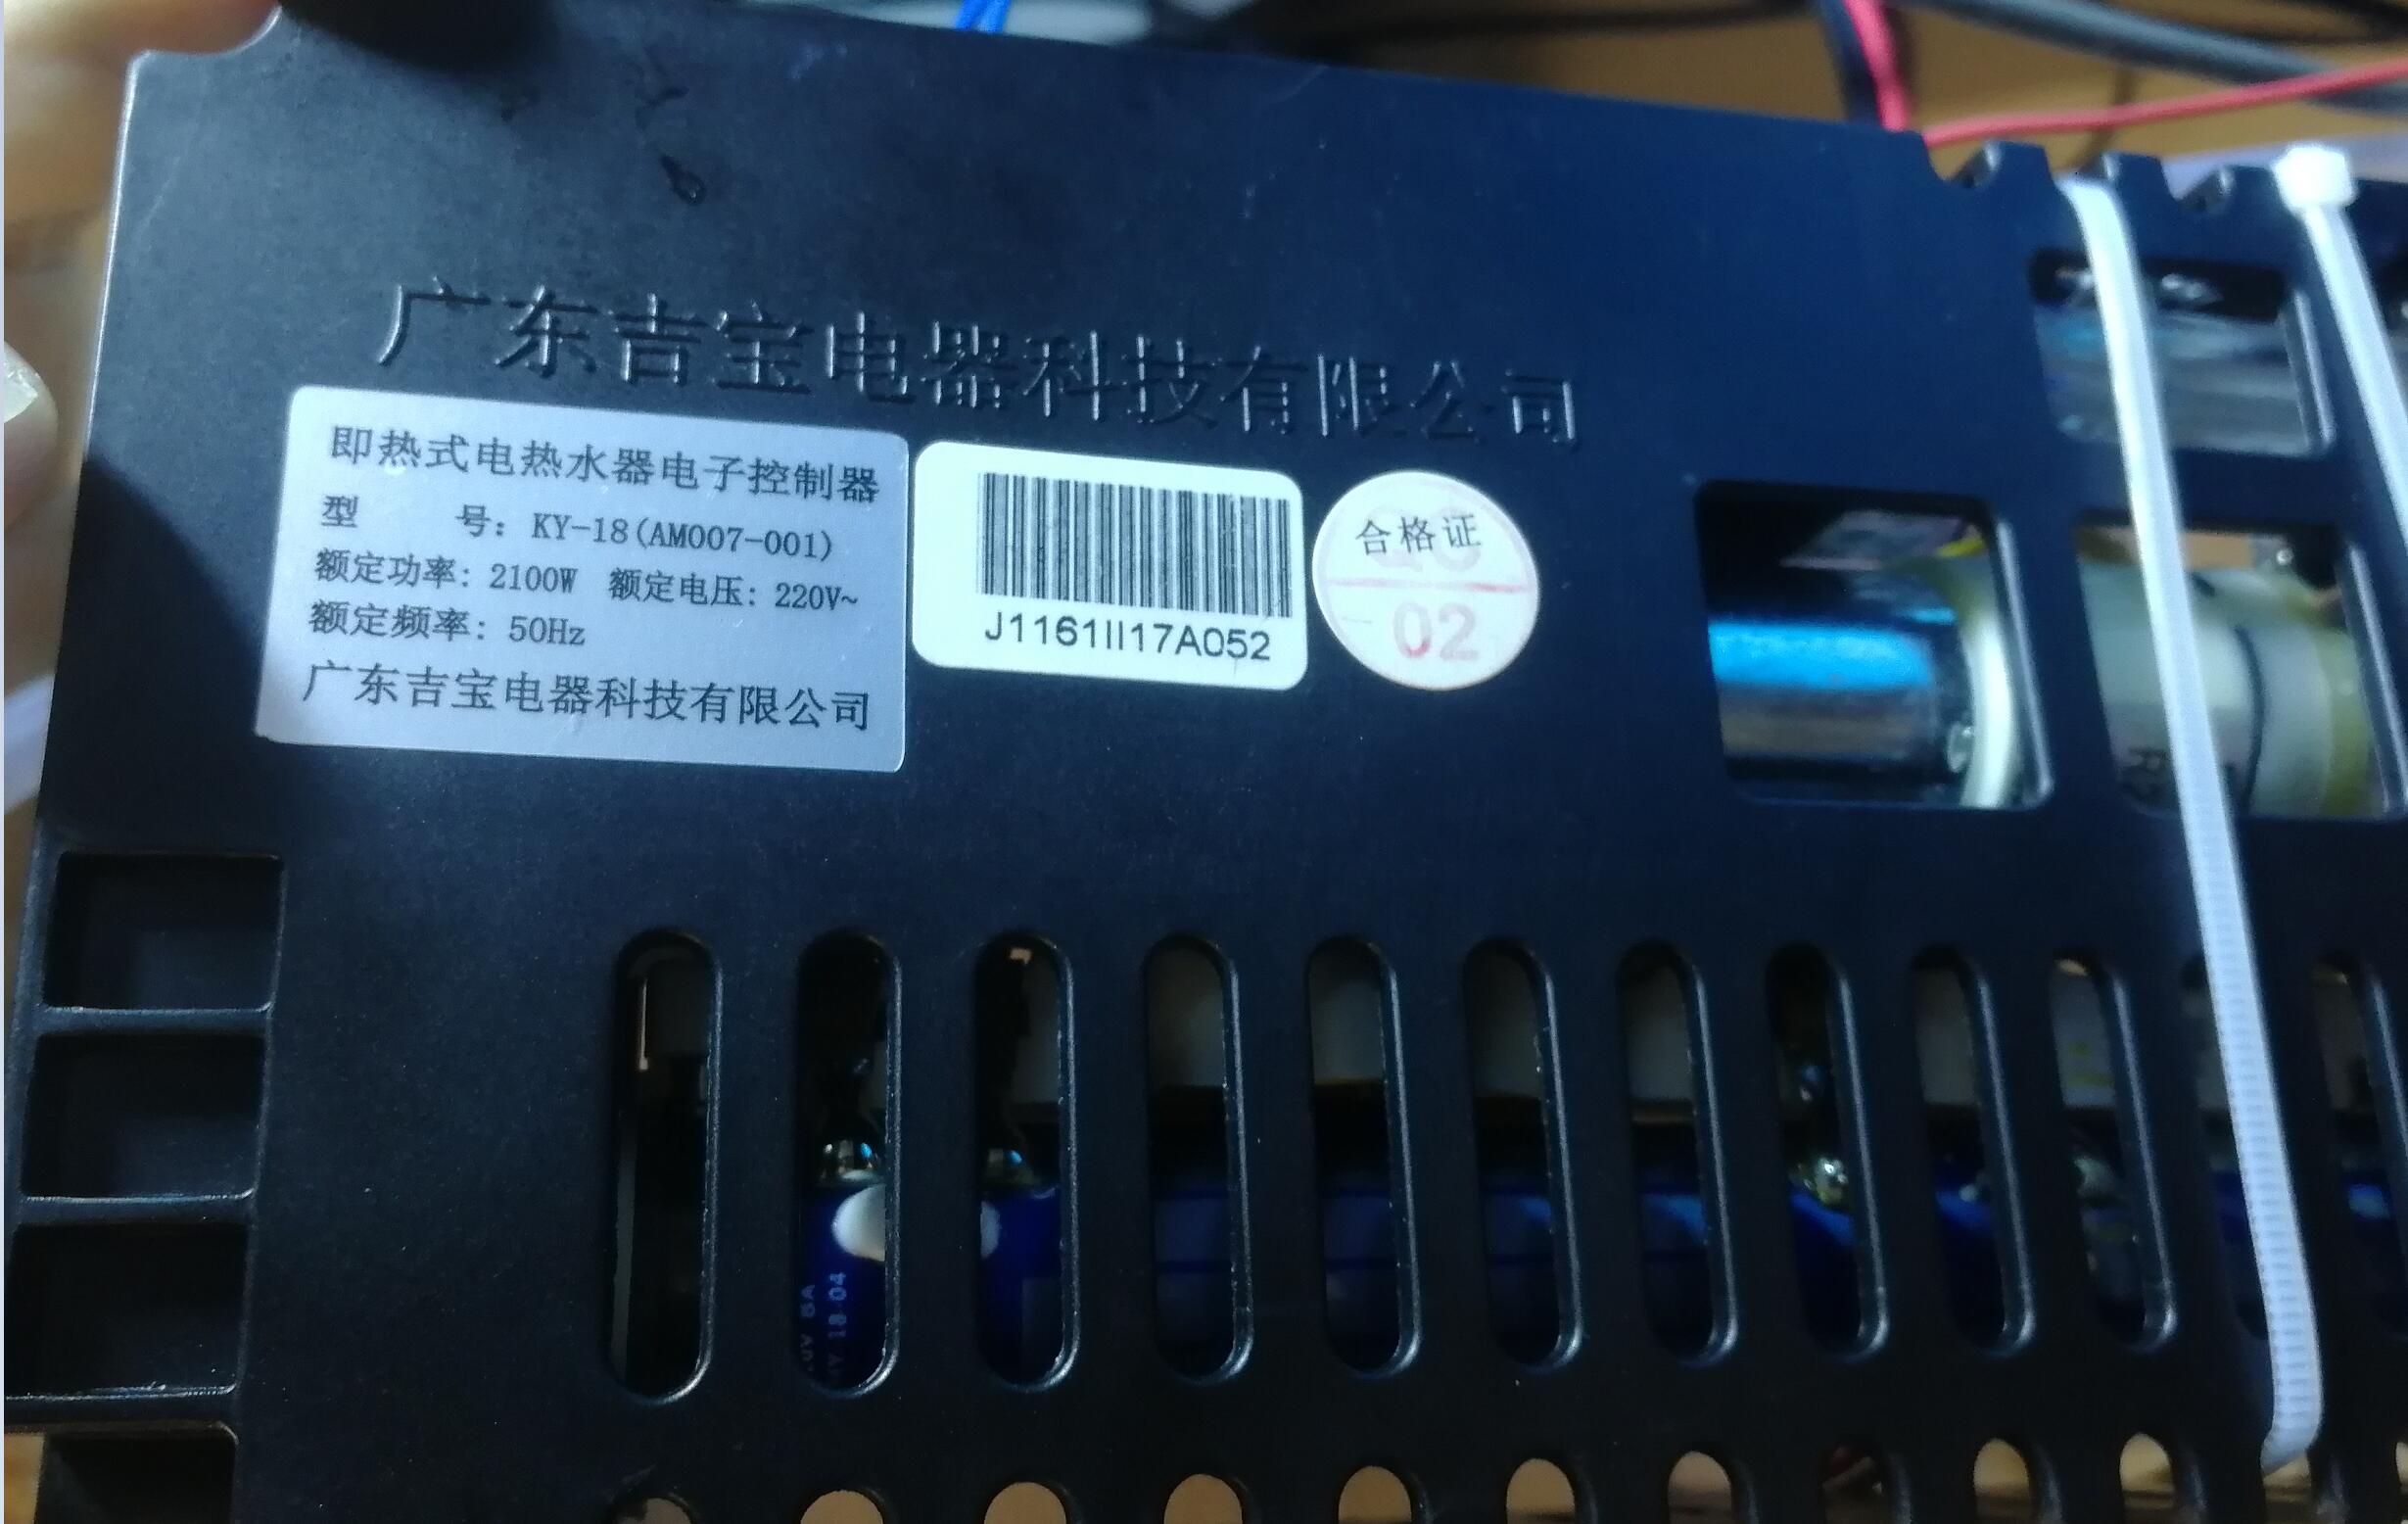 广东吉宝电器科技有限公司
即热式电热水器电子控制器
型 号：KY-18(AM007-001)
额定功率：2100W 额定电压：220V~
额定频率：50Hz
广东吉宝电器科技有限公司
J1161II17A052
合格证
02
18 04